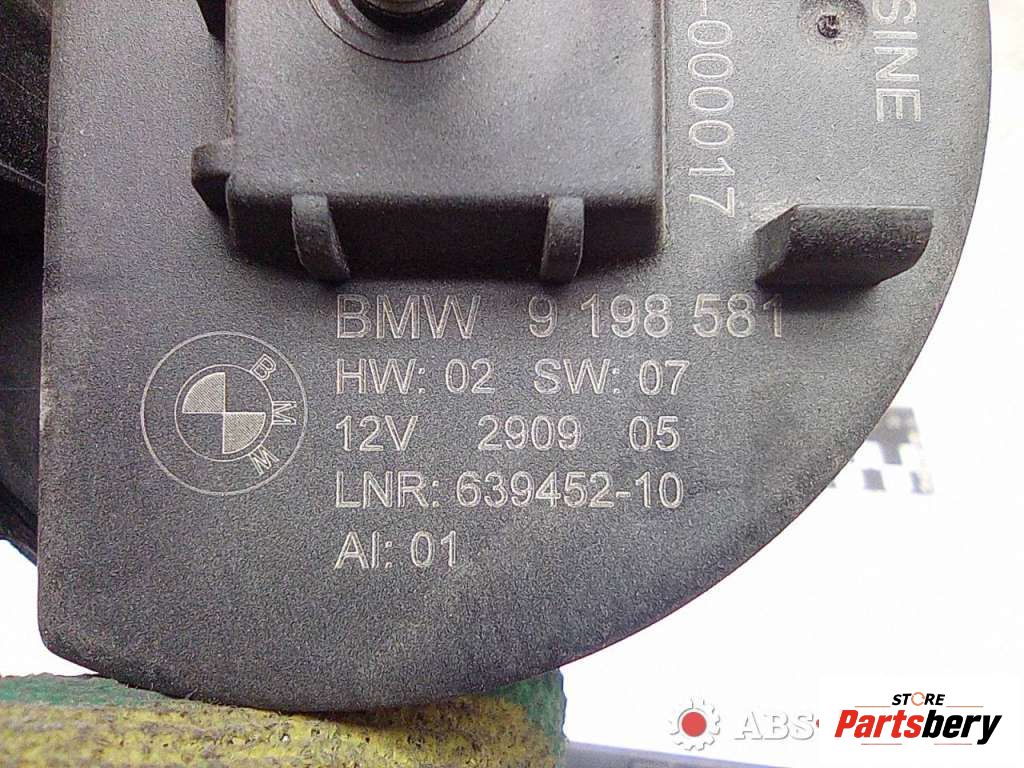 SINE
-000017
BMW 9 198 581
HW: 02 SW: 07
12V 2909 05
LNR: 639452-10
AI: 01
BMW
ABS
STORE
Partsbery